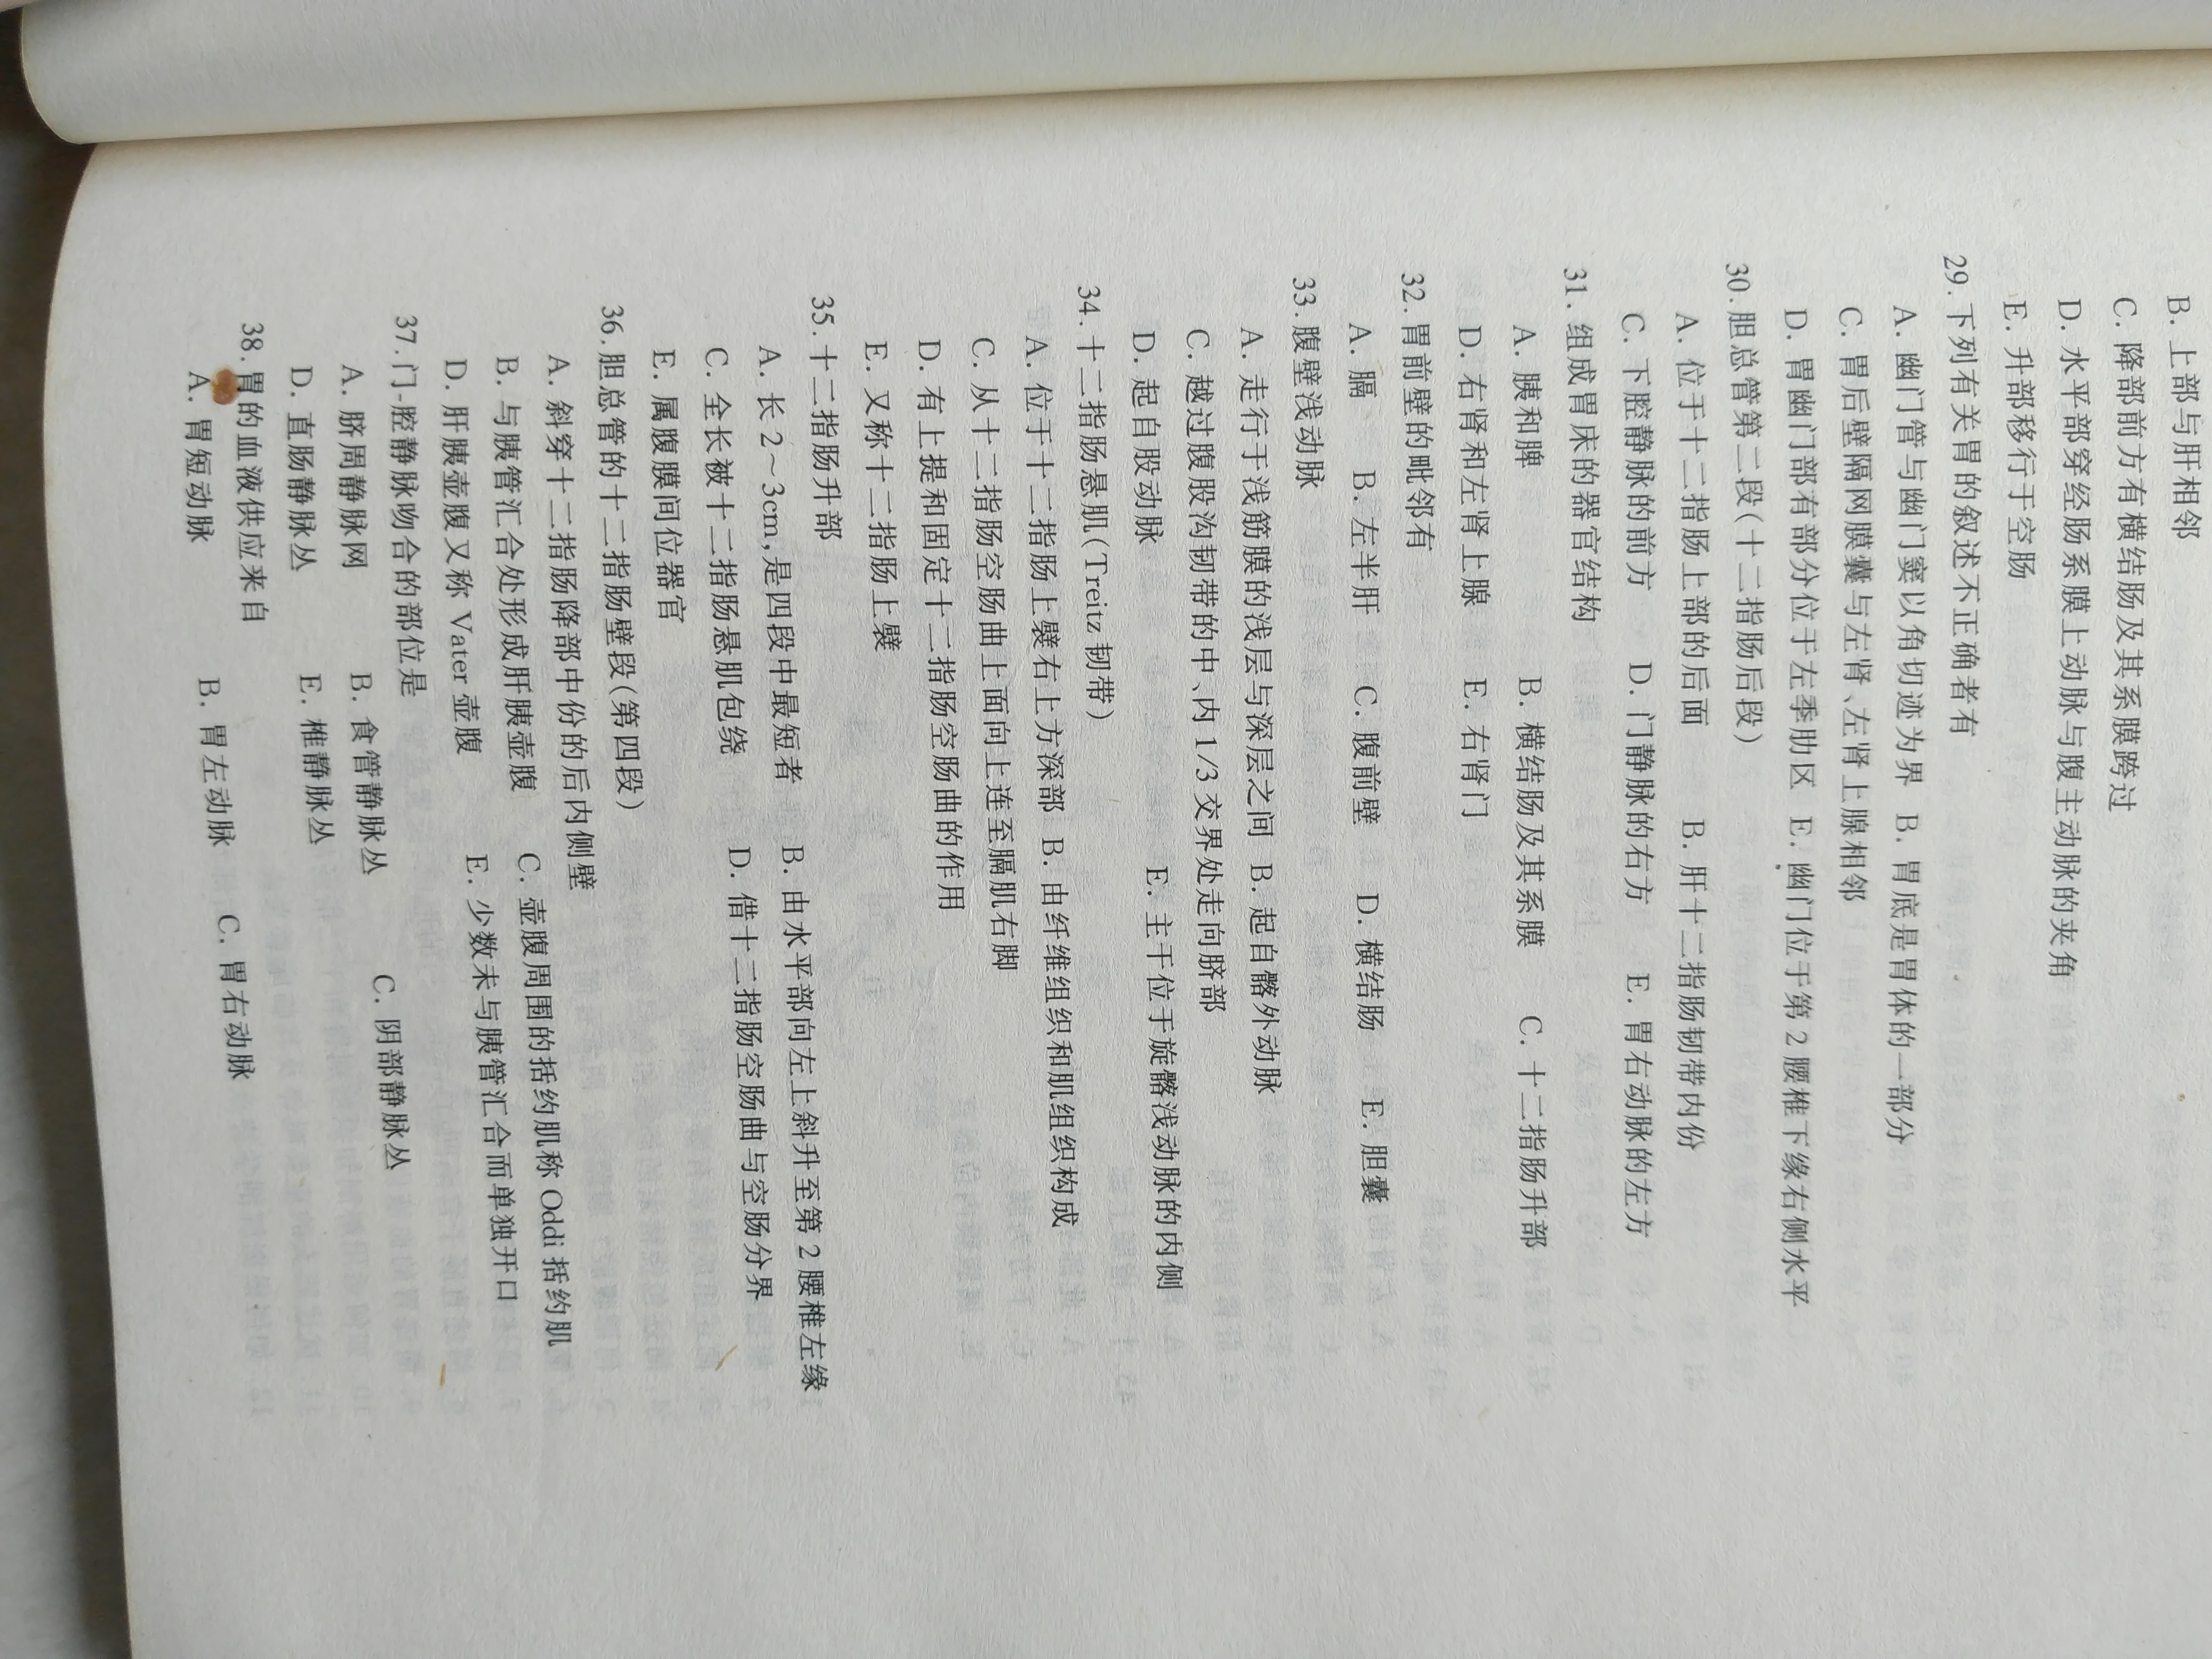 B. 上部与肝相邻
C. 降部前方有横结肠及其系膜跨过
D. 水平部穿经肠系膜上动脉与腹主动脉的夹角
E. 升部移行于空肠
29. 下列有关胃的叙述不正确者有
A. 幽门管与幽门窦以角切迹为界 B. 胃底是胃体的一部分
C. 胃后壁隔网膜囊与左肾、左肾上腺相邻
D. 胃幽门部有部分位于左季肋区 E. 幽门位于第2腰椎下缘右侧水平
30. 胆总管第二段(十二指肠后段)
A. 位于十二指肠上部的后面 B. 肝十二指肠韧带内份
C. 下腔静脉的前方 D. 门静脉的右方 E. 胃右动脉的左方
31. 组成胃床的器官结构
A. 胰和脾 B. 横结肠及其系膜 C. 十二指肠升部
D. 右肾和左肾上腺 E. 右肾门
32. 胃前壁的毗邻有
A. 膈 B. 左半肝 C. 腹前壁 D. 横结肠 E. 胆囊
33. 腹壁浅动脉
A. 走行于浅筋膜的浅层与深层之间 B. 起自髂外动脉
C. 越过腹股沟韧带的中、内1/3交界处走向脐部
D. 起自股动脉 E. 主干位于旋髂浅动脉的内侧
34. 十二指肠悬肌(Treitz韧带)
A. 位于十二指肠上襞右上方深部 B. 由纤维组织和肌组织构成
C. 从十二指肠空肠曲上面向上连至膈肌右脚
D. 有上提和固定十二指肠空肠曲的作用
E. 又称十二指肠上襞
35. 十二指肠升部
A. 长2～3cm,是四段中最短者 B. 由水平部向左上斜升至第2腰椎左缘
C. 全长被十二指肠悬肌包绕 D. 借十二指肠空肠曲与空肠分界
E. 属腹膜间位器官
36. 胆总管的十二指肠壁段(第四段)
A. 斜穿十二指肠降部中份的后内侧壁
B. 与胰管汇合处形成肝胰壶腹 C. 壶腹周围的括约肌称Oddi括约肌
D. 肝胰壶腹又称Vater壶腹 E. 少数未与胰管汇合而单独开口
37. 门-腔静脉吻合的部位是
A. 脐周静脉网 B. 食管静脉丛 C. 阴部静脉丛
D. 直肠静脉丛 E. 椎静脉丛
38. 胃的血液供应来自
A. 胃短动脉 B. 胃左动脉 C. 胃右动脉